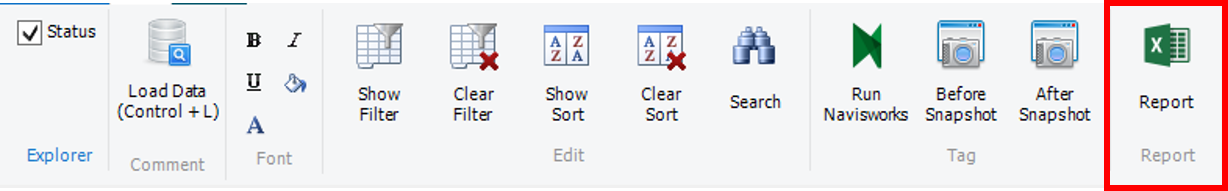 Status
Explorer
Load Data
(Control + L)
Comment
B I
U
A
Font
Show
Filter
Clear
Filter
A Z
Z A
Show
Sort
A Z
Z A
Clear
Sort
Search
Edit
Run
Navisworks
Before
Snapshot
After
Snapshot
Tag
X
Report
Report